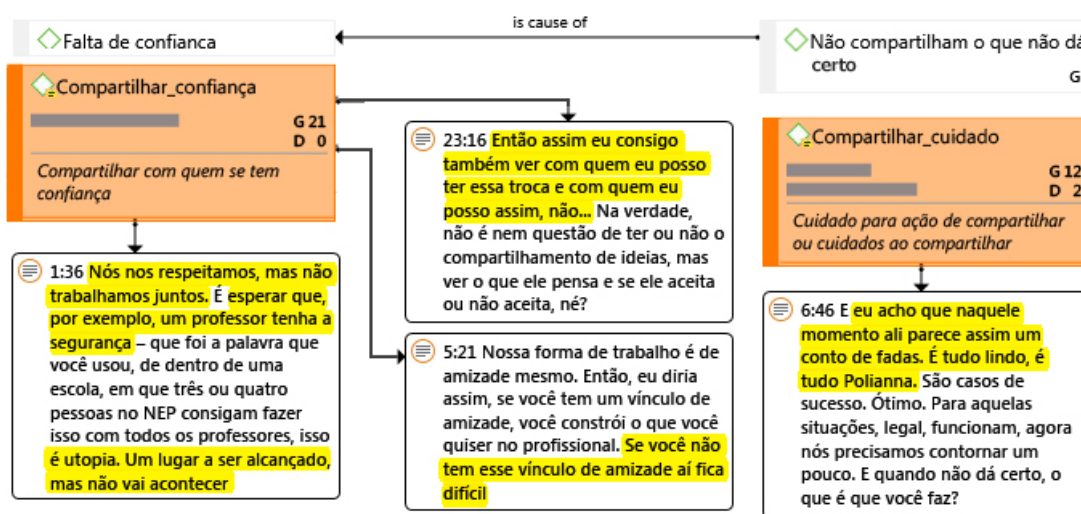 is cause of
Falta de confianca
Compartilhar_confiança
G 21
D 0
Compartilhar com quem se tem
confiança
1:36 Nós nos respeitamos, mas não
trabalhamos juntos. É esperar que,
por exemplo, um professor tenha a
segurança – que foi a palavra que
você usou, de dentro de uma
escola, em que três ou quatro
pessoas no NEP consigam fazer
isso com todos os professores, isso
é utopia. Um lugar a ser alcançado,
mas não vai acontecer
23:16 Então assim eu consigo
também ver com quem eu posso
ter essa troca e com quem eu
posso assim, não... Na verdade,
não é nem questão de ter ou não o
compartilhamento de ideias, mas
ver o que ele pensa e se ele aceita
ou não aceita, né?
5:21 Nossa forma de trabalho é de
amizade mesmo. Então, eu diria
assim, se você tem um vínculo de
amizade, você constrói o que você
quiser no profissional. Se você não
tem esse vínculo de amizade aí fica
difícil
Não compartilham o que não dá
certo
G
Compartilhar_cuidado
G 12
D 2
Cuidado para ação de compartilhar
ou cuidados ao compartilhar
6:46 E eu acho que naquele
momento ali parece assim um
conto de fadas. É tudo lindo, é
tudo Polianna. São casos de
sucesso. Ótimo. Para aquelas
situações, legal, funcionam, agora
nós precisamos contornar um
pouco. E quando não dá certo, o
que é que você faz?